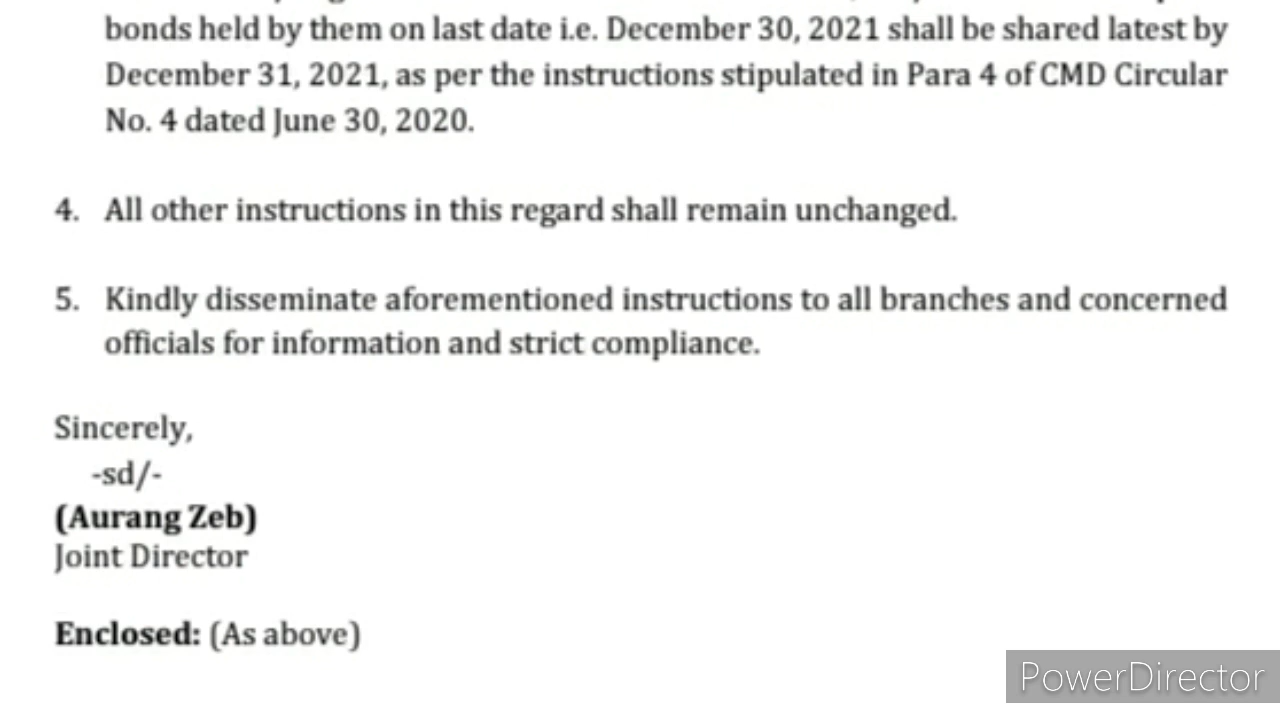 bonds held by them on last date i.e. December 30, 2021 shall be shared latest by
December 31, 2021, as per the instructions stipulated in Para 4 of CMD Circular
No. 4 dated June 30, 2020.
4. All other instructions in this regard shall remain unchanged.
5. Kindly disseminate aforementioned instructions to all branches and concerned
officials for information and strict compliance.
Sincerely,
-sd/-
(Aurang Zeb)
Joint Director
Enclosed: (As above)
PowerDirector